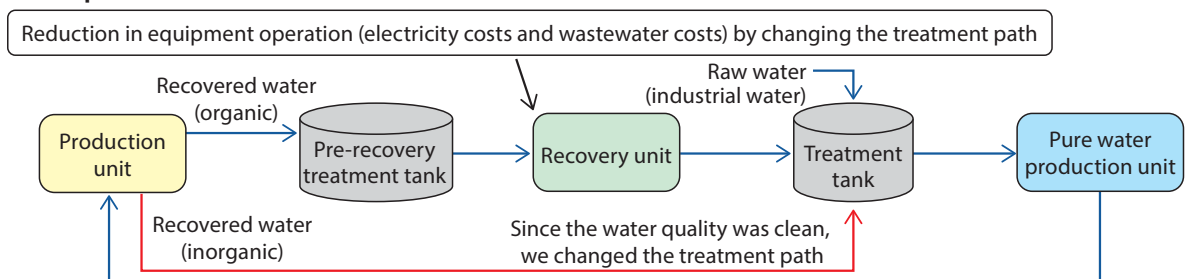 Reduction in equipment operation (electricity costs and wastewater costs) by changing the treatment path
Recovered water
(organic)
Raw water
(industrial water)
Production
unit
Pre-recovery
treatment tank
Recovery unit
Treatment
tank
Pure water
production unit
Recovered water
(inorganic)
Since the water quality was clean,
we changed the treatment path